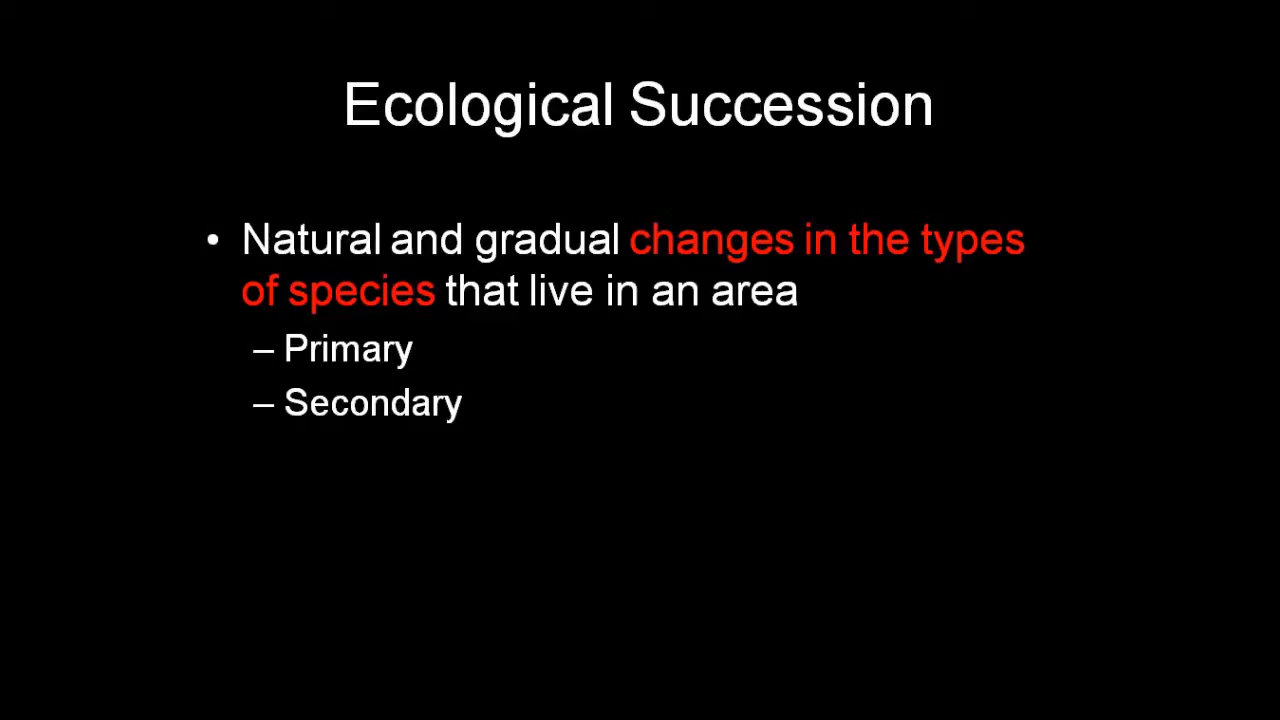 Ecological Succession
• Natural and gradual changes in the types
of species that live in an area
– Primary
– Secondary